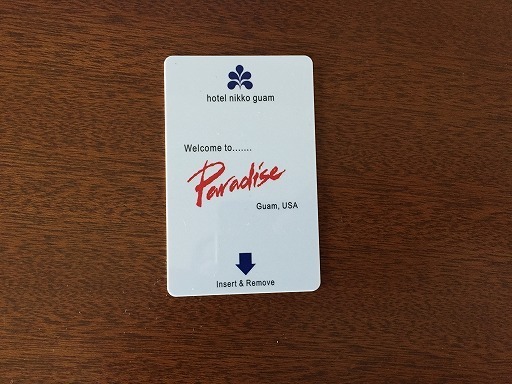 hotel nikko guam
Welcome to.......
Paradise
Guam, USA
Insert & Remove